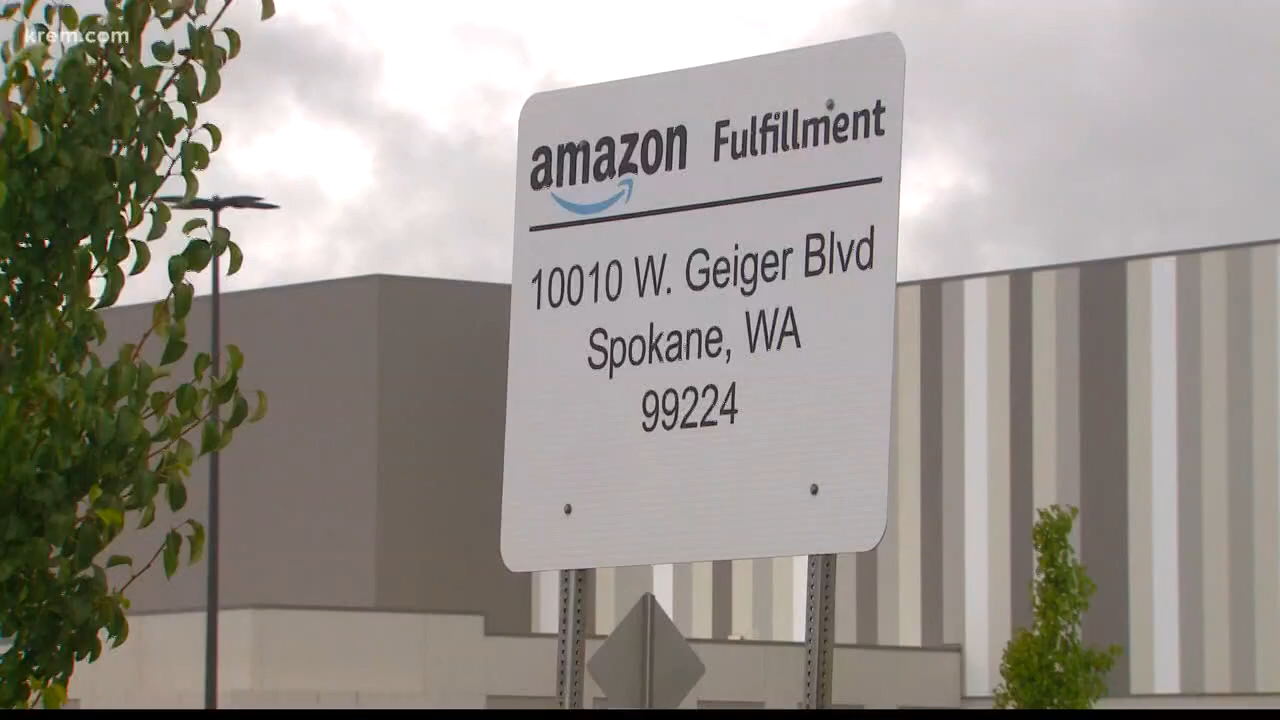 krem.com
amazon Fulfillment
10010 W. Geiger Blvd
Spokane, WA
99224